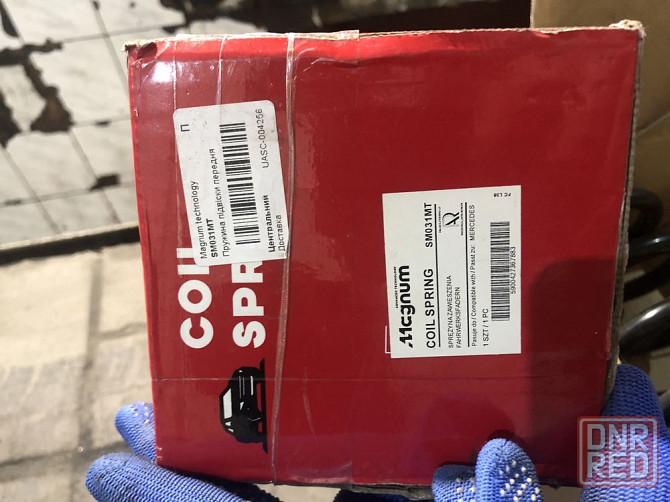 П
Magnum technology
SM031MT
Пружина підвіски передня
UASC-004256
Центральний
Доставка
COIL
SPR
Magnum
COIL SPRING SM031MT
SPRĘŻYNA ZAWIESZENIA
FAHRWERKSFEDERN
Pasuje do / Compatible with / Passt zu: MERCEDES
1 SZT / 1 PC
5900427367883
DNR
RED